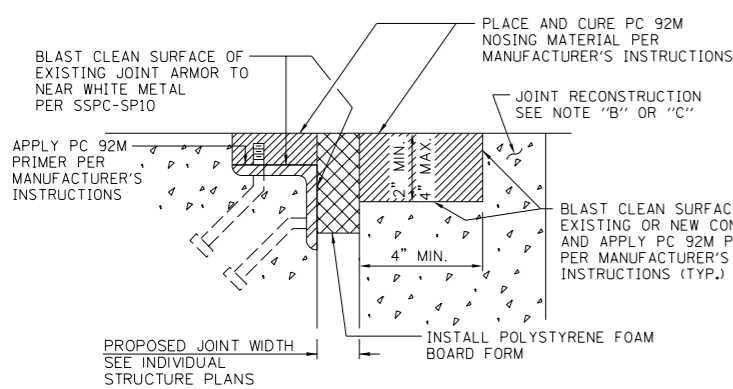 PLACE AND CURE PC 92M
NOSING MATERIAL PER
MANUFACTURER'S INSTRUCTIONS
BLAST CLEAN SURFACE OF
EXISTING JOINT ARMOR TO
NEAR WHITE METAL
PER SSPC-SP10
JOINT RECONSTRUCTION
SEE NOTE "B" OR "C"
APPLY PC 92M
PRIMER PER
MANUFACTURER'S
INSTRUCTIONS
2" MIN.
4" MAX.
BLAST CLEAN SURFAC
EXISTING OR NEW CON
AND APPLY PC 92M P
PER MANUFACTURER'S
INSTRUCTIONS (TYP.)
4" MIN.
INSTALL POLYSTYRENE FOAM
BOARD FORM
PROPOSED JOINT WIDTH
SEE INDIVIDUAL
STRUCTURE PLANS